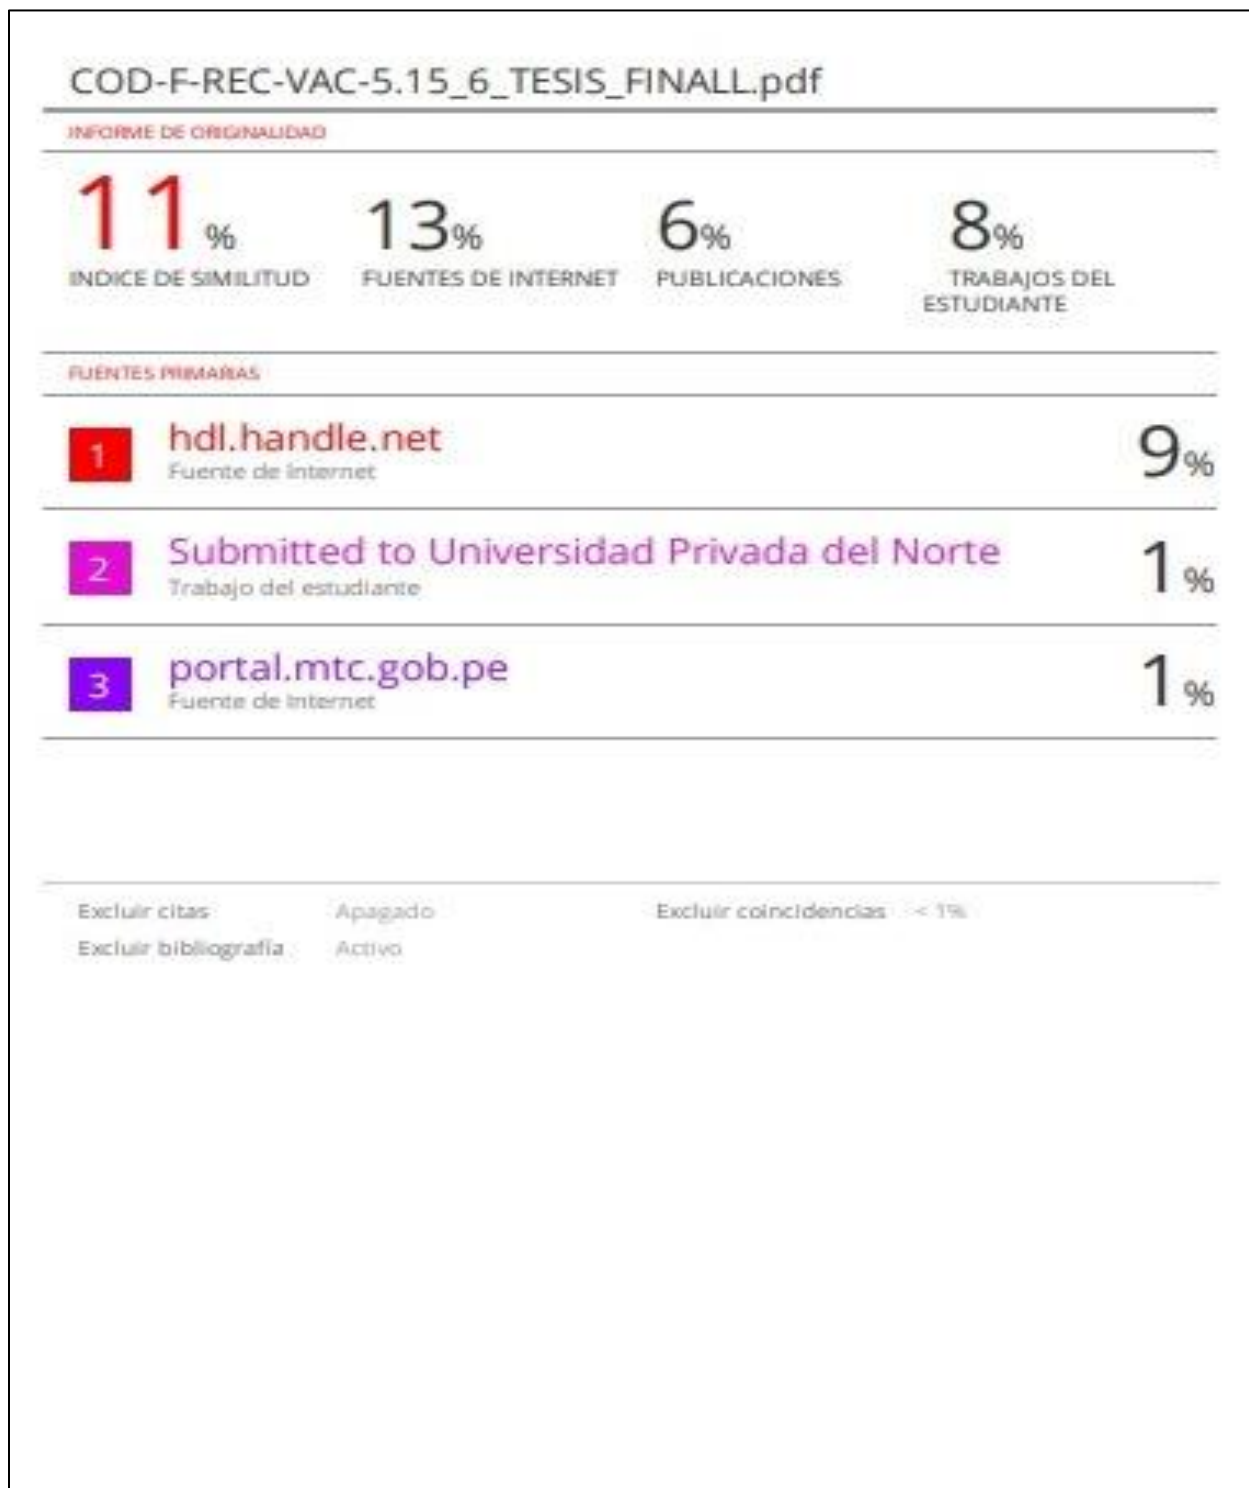 COD-F-REC-VAC-5.15_6_TESIS_FINALL.pdf
INFORME DE ORIGINALIDAD
11% 13% 6% 8%
INDICE DE SIMILITUD FUENTES DE INTERNET PUBLICACIONES TRABAJOS DEL
ESTUDIANTE
FUENTES PRIMARIAS
1 hdl.handle.net 9%
Fuente de Internet
2 Submitted to Universidad Privada del Norte 1%
Trabajo del estudiante
3 portal.mtc.gob.pe 1%
Fuente de Internet
Excluir citas Apagado Excluir coincidencias < 1%
Excluir bibliografía Activo